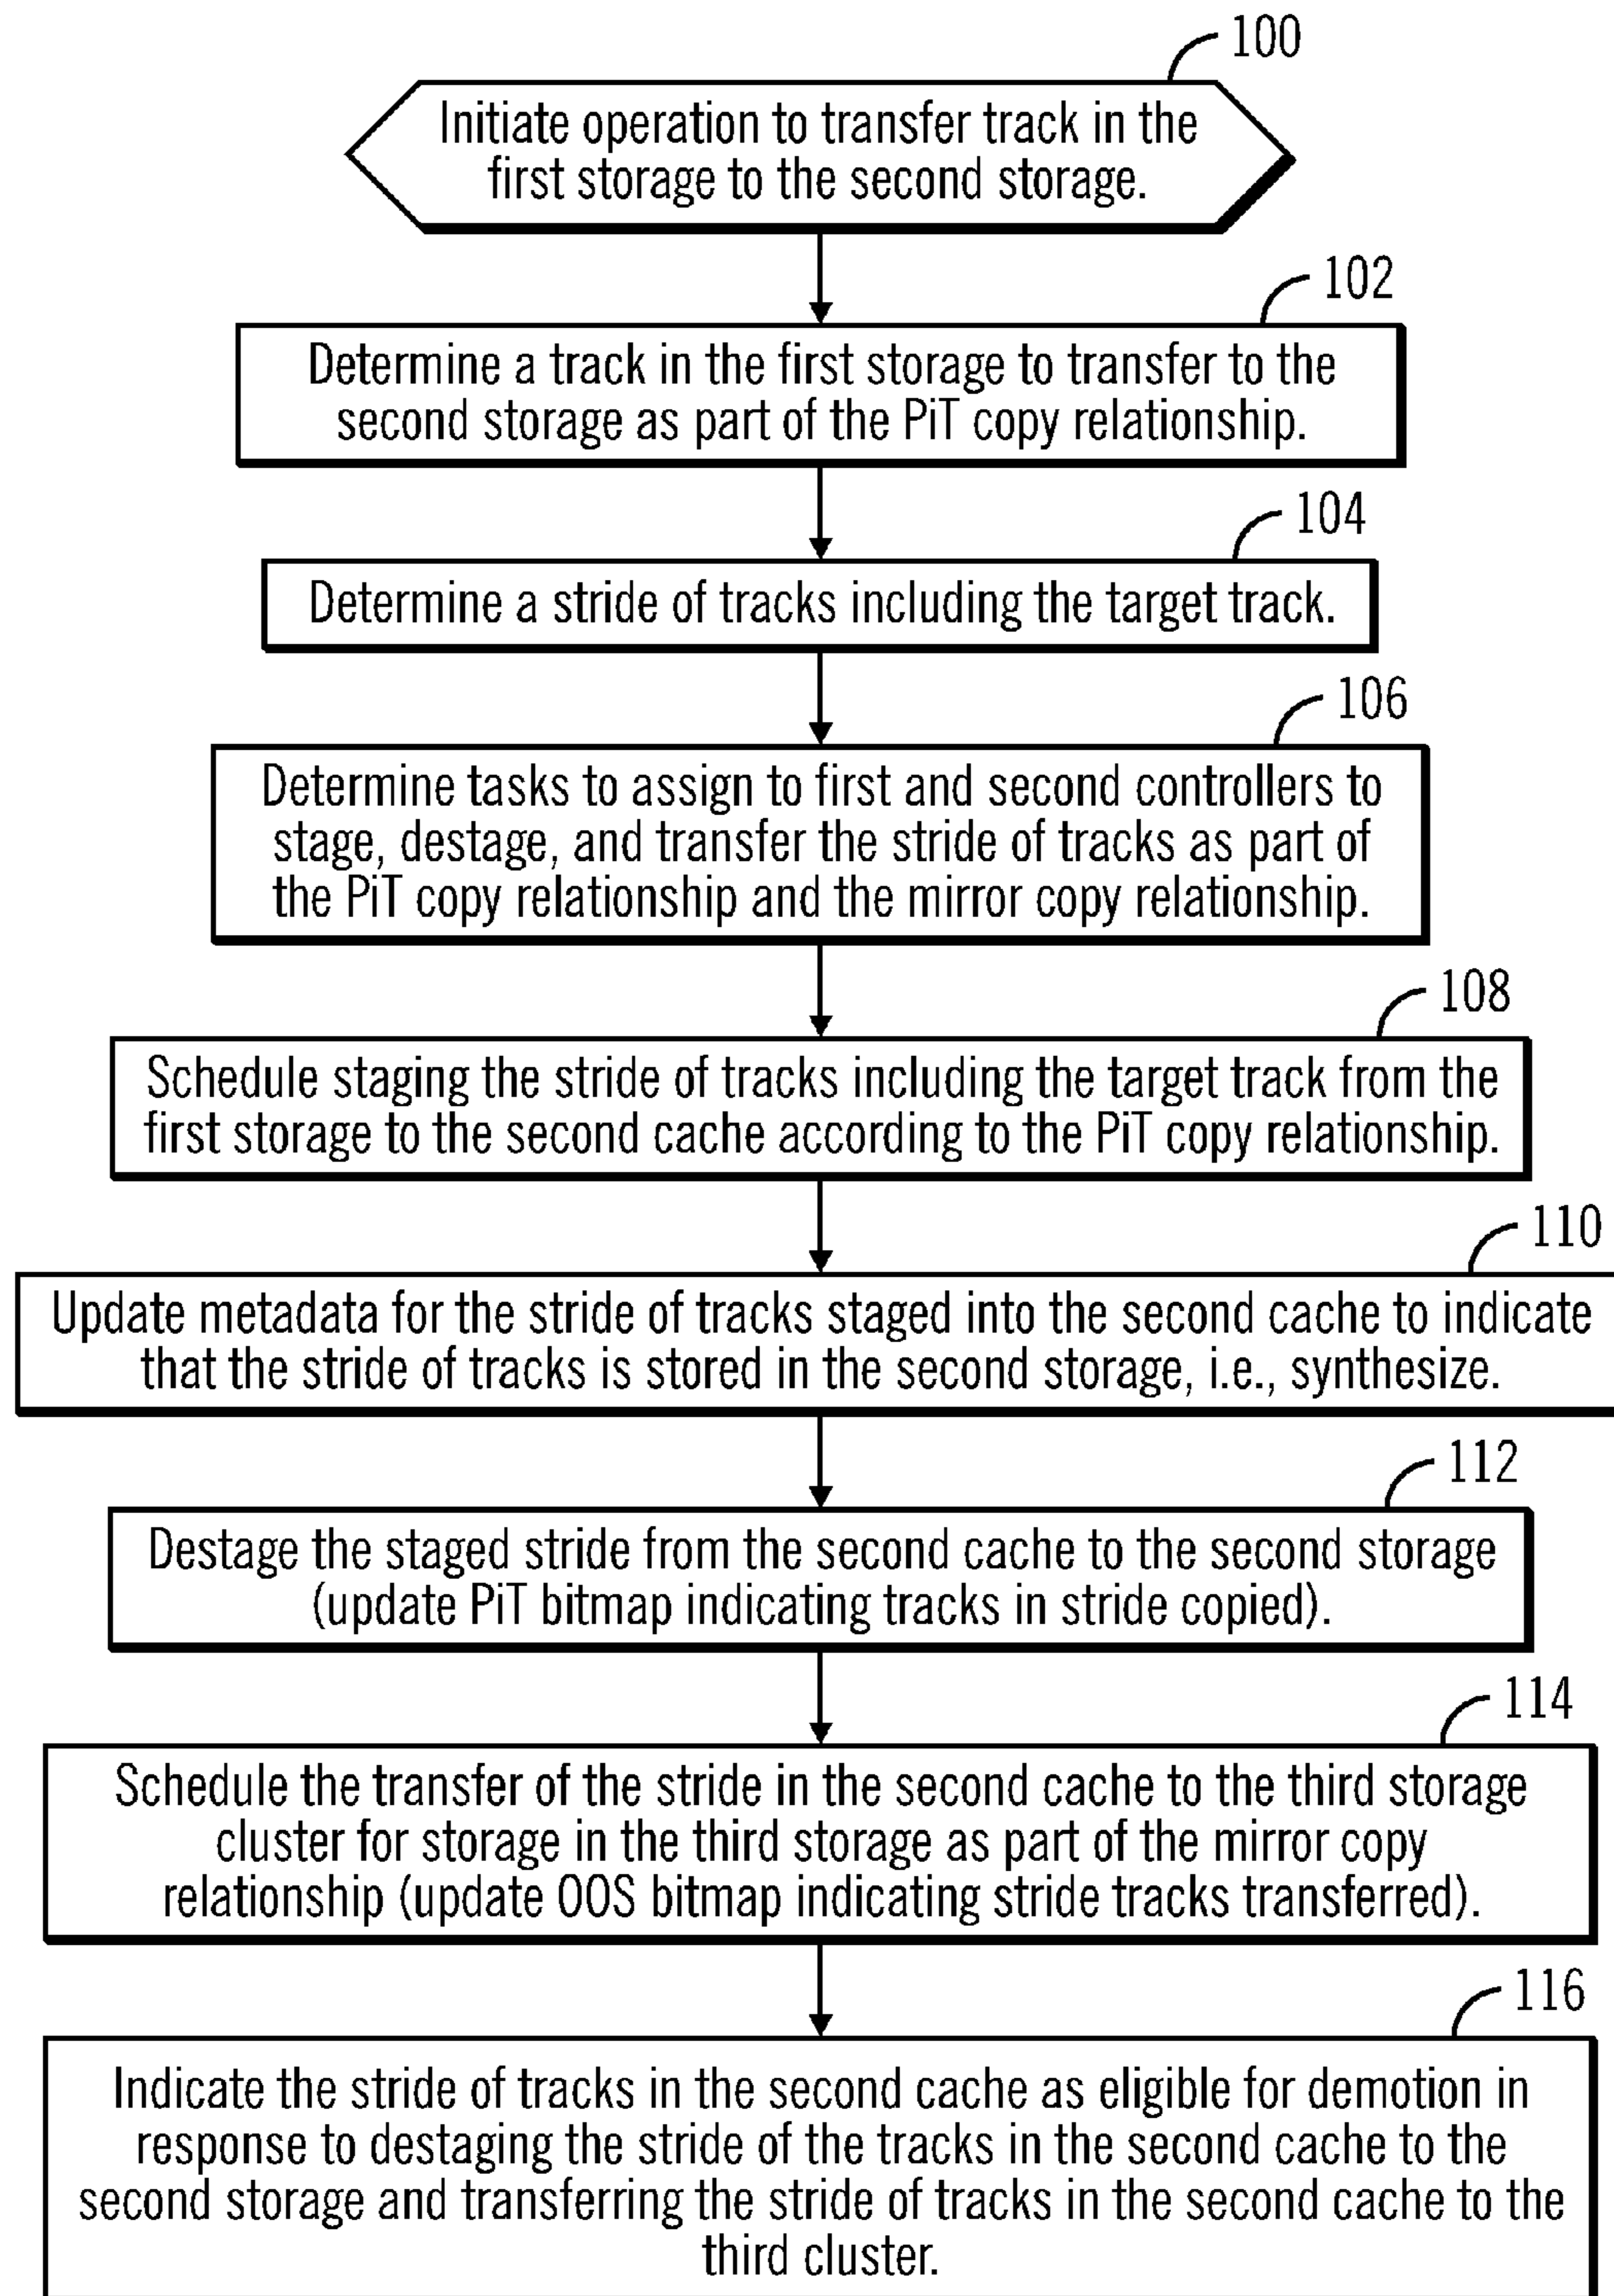 100
Initiate operation to transfer track in the
first storage to the second storage.
102
Determine a track in the first storage to transfer to the
second storage as part of the PiT copy relationship.
104
Determine a stride of tracks including the target track.
106
Determine tasks to assign to first and second controllers to
stage, destage, and transfer the stride of tracks as part of
the PiT copy relationship and the mirror copy relationship.
108
Schedule staging the stride of tracks including the target track from the
first storage to the second cache according to the PiT copy relationship.
110
Update metadata for the stride of tracks staged into the second cache to indicate
that the stride of tracks is stored in the second storage, i.e., synthesize.
112
Destage the staged stride from the second cache to the second storage
(update PiT bitmap indicating tracks in stride copied).
114
Schedule the transfer of the stride in the second cache to the third storage
cluster for storage in the third storage as part of the mirror copy
relationship (update OOS bitmap indicating stride tracks transferred).
116
Indicate the stride of tracks in the second cache as eligible for demotion in
response to destaging the stride of the tracks in the second cache to the
second storage and transferring the stride of tracks in the second cache to the
third cluster.